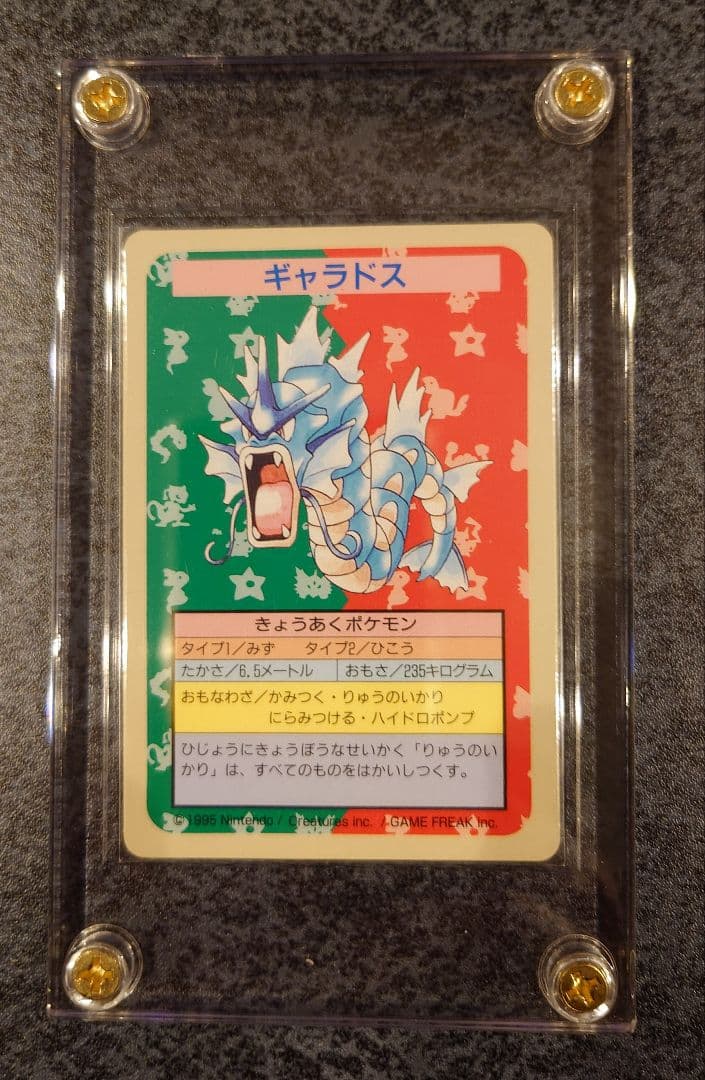 ギャラドス
きょうあくポケモン
タイプ1／みず　タイプ2／ひこう
たかさ／6.5メートル　おもさ／235キログラム
おもなわざ／かみつく・りゅうのいかり
にらみつける・ハイドロポンプ
ひじょうにきょうぼうなせいかく「りゅうのい
かり」は、すべてのものをはかいしつくす。
©1995 Nintendo / Creatures inc. / GAME FREAK inc.